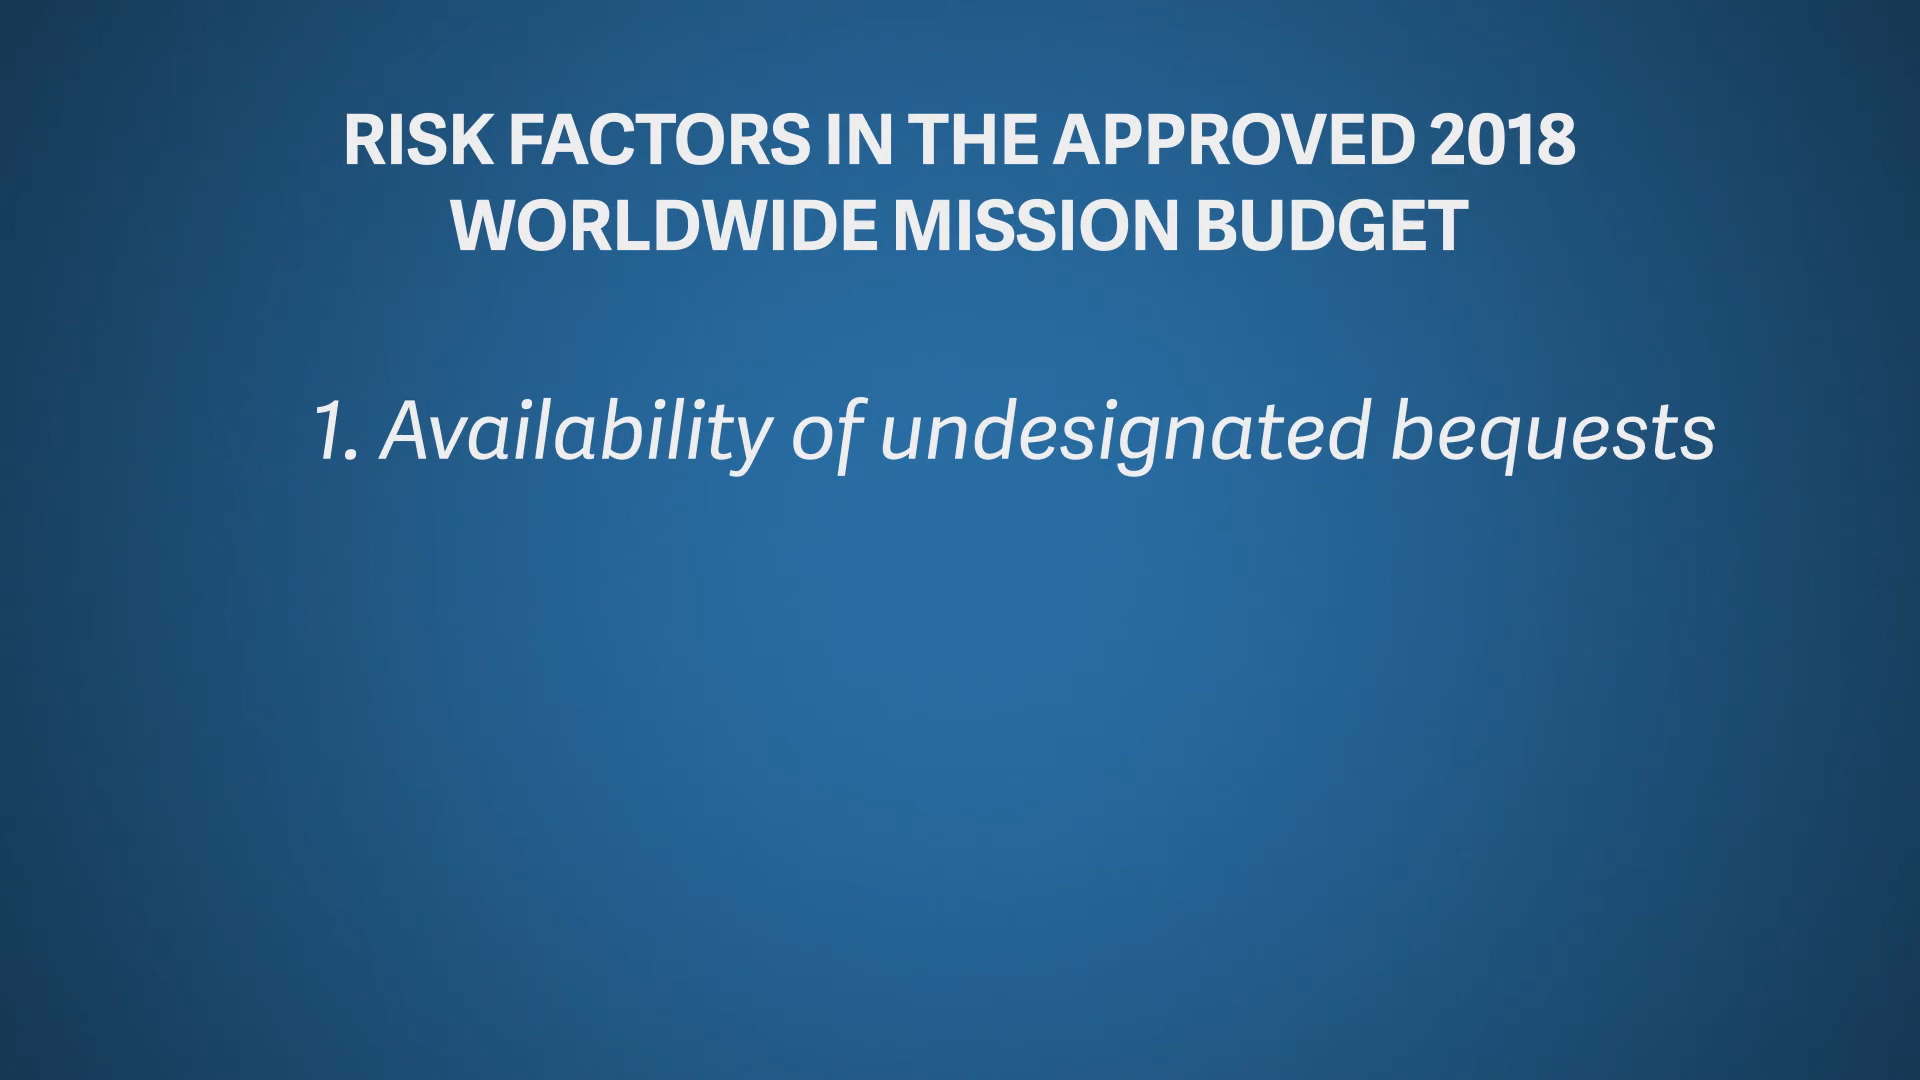 RISK FACTORS IN THE APPROVED 2018
WORLDWIDE MISSION BUDGET
1. Availability of undesignated bequests